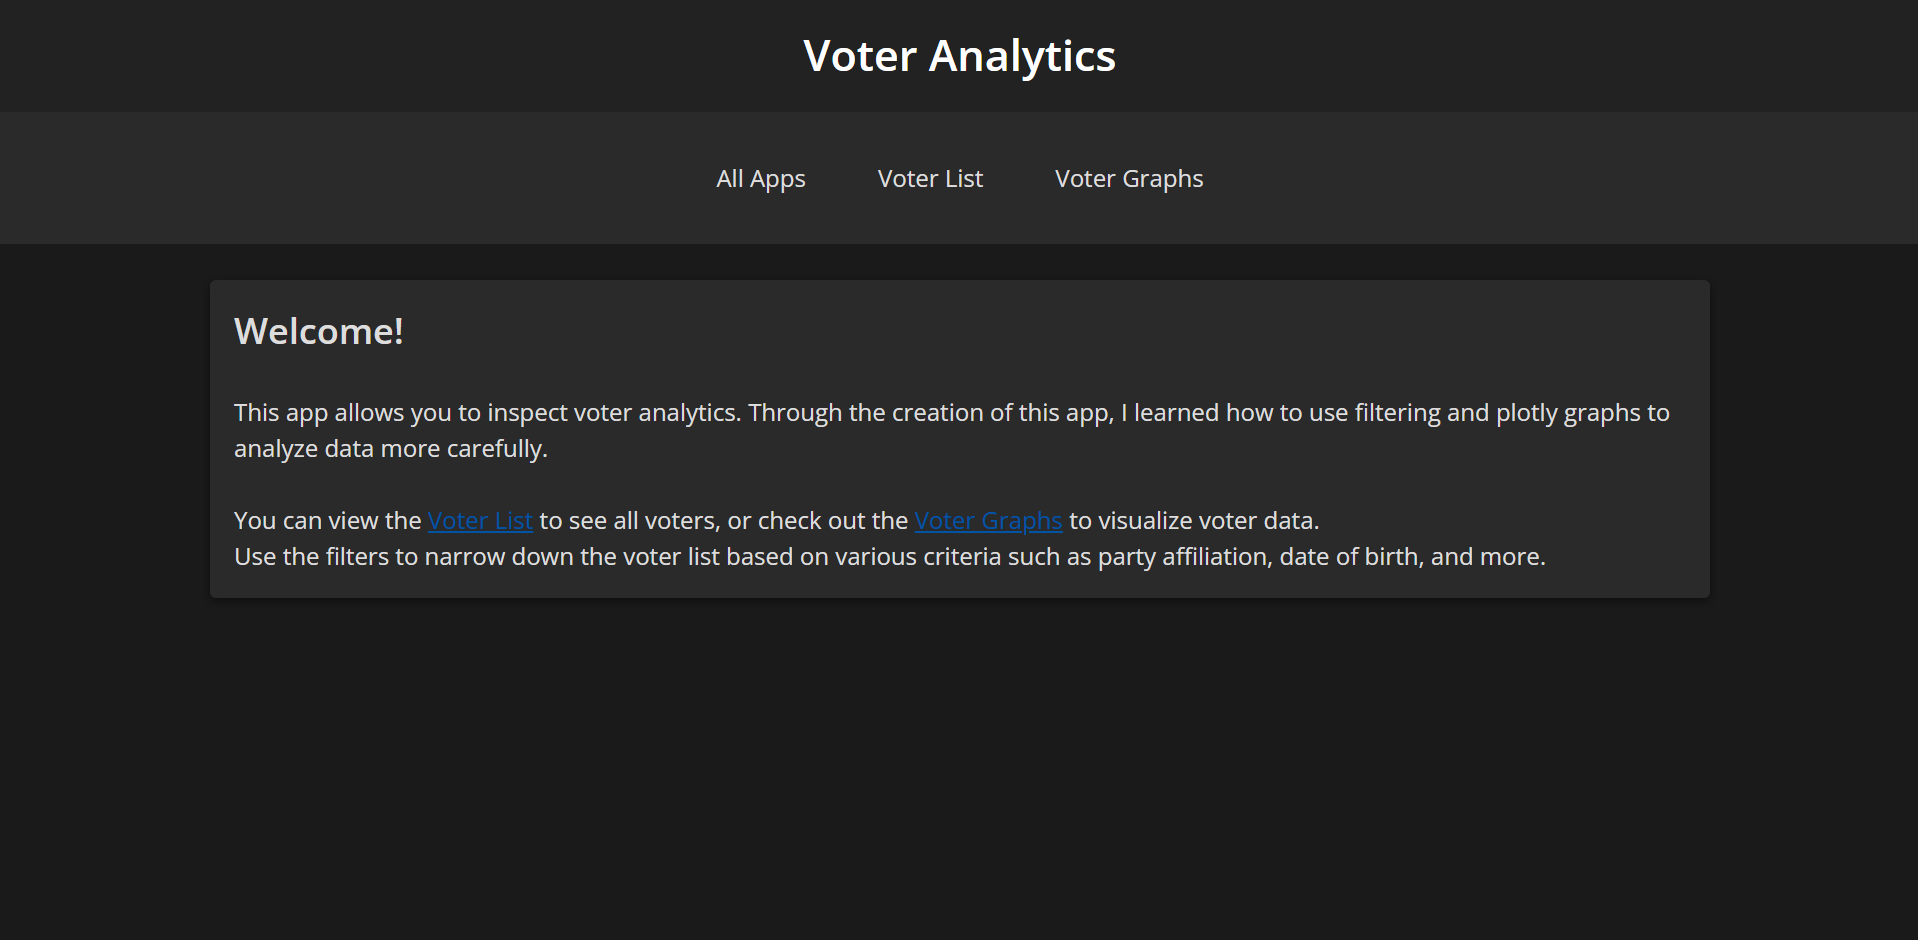 Voter Analytics
All Apps Voter List Voter Graphs
Welcome!
This app allows you to inspect voter analytics. Through the creation of this app, I learned how to use filtering and plotly graphs to
analyze data more carefully.
You can view the Voter List to see all voters, or check out the Voter Graphs to visualize voter data.
Use the filters to narrow down the voter list based on various criteria such as party affiliation, date of birth, and more.